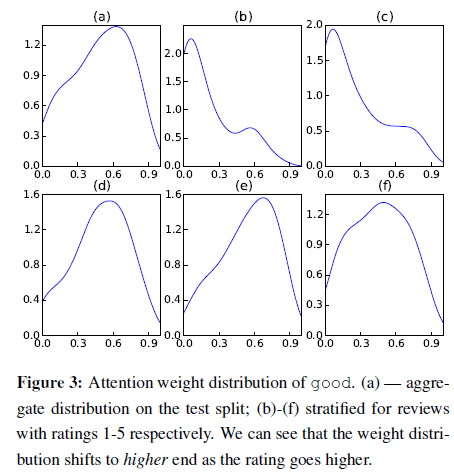 (a) (b) (c)
1.2 0.9 0.6 0.3 0.0
2.0 1.5 1.0 0.5 0.0
2.0 1.5 1.0 0.5 0.0
0.0 0.3 0.6 0.9 0.0 0.3 0.6 0.9 0.0 0.3 0.6 0.9
(d) (e) (f)
1.6 1.2 0.8 0.4 0.0
1.6 1.2 0.8 0.4 0.0
1.2 0.9 0.6 0.3 0.0
0.0 0.3 0.6 0.9 0.0 0.3 0.6 0.9 0.0 0.3 0.6 0.9
Figure 3: Attention weight distribution of good. (a) — aggre-
gate distribution on the test split; (b)-(f) stratified for reviews
with ratings 1-5 respectively. We can see that the weight distri-
bution shifts to higher end as the rating goes higher.